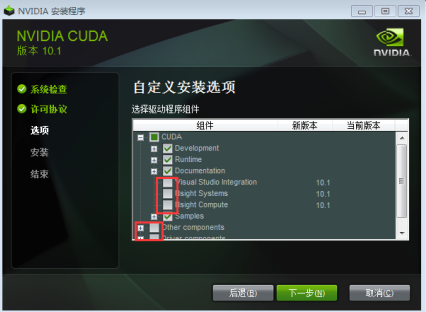 NVIDIA 安装程序
NVIDIA CUDA
版本 10.1
NVIDIA
系统检查
许可协议
选项
安装
结束
自定义安装选项
选择驱动程序组件
组件 新版本 当前版本
CUDA
Development
Runtime
Documentation
Visual Studio Integration 10.1
Nsight Systems 10.1
Nsight Compute 10.1
Samples
Other components
Driver components
后退(B) 下一步(N) 取消(C)